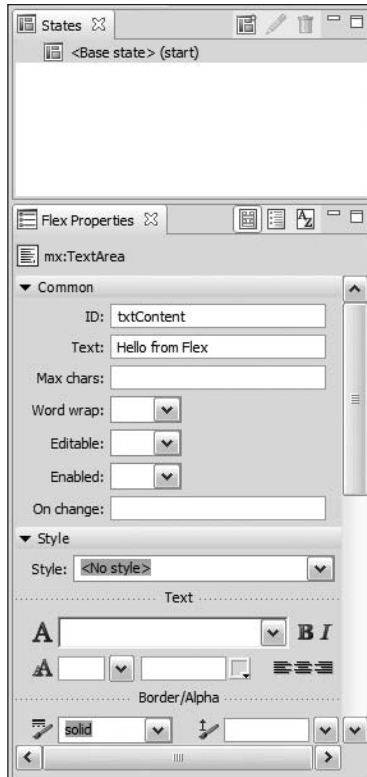 States
<Base state> (start)
Flex Properties
mx:TextArea
Common
ID: txtContent
Text: Hello from Flex
Max chars:
Word wrap:
Editable:
Enabled:
On change:
Style
Style: <No style>
Text
A B I
A
Border/Alpha
solid